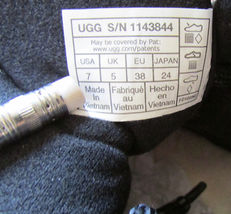 UGG S/N 1143844
May be covered by Pat:
www.ugg.com/patents
USA UK EU JAPAN
7 5 38 24
Made in Vietnam
Fabriqué au Vietnam
Hecho en Vietnam